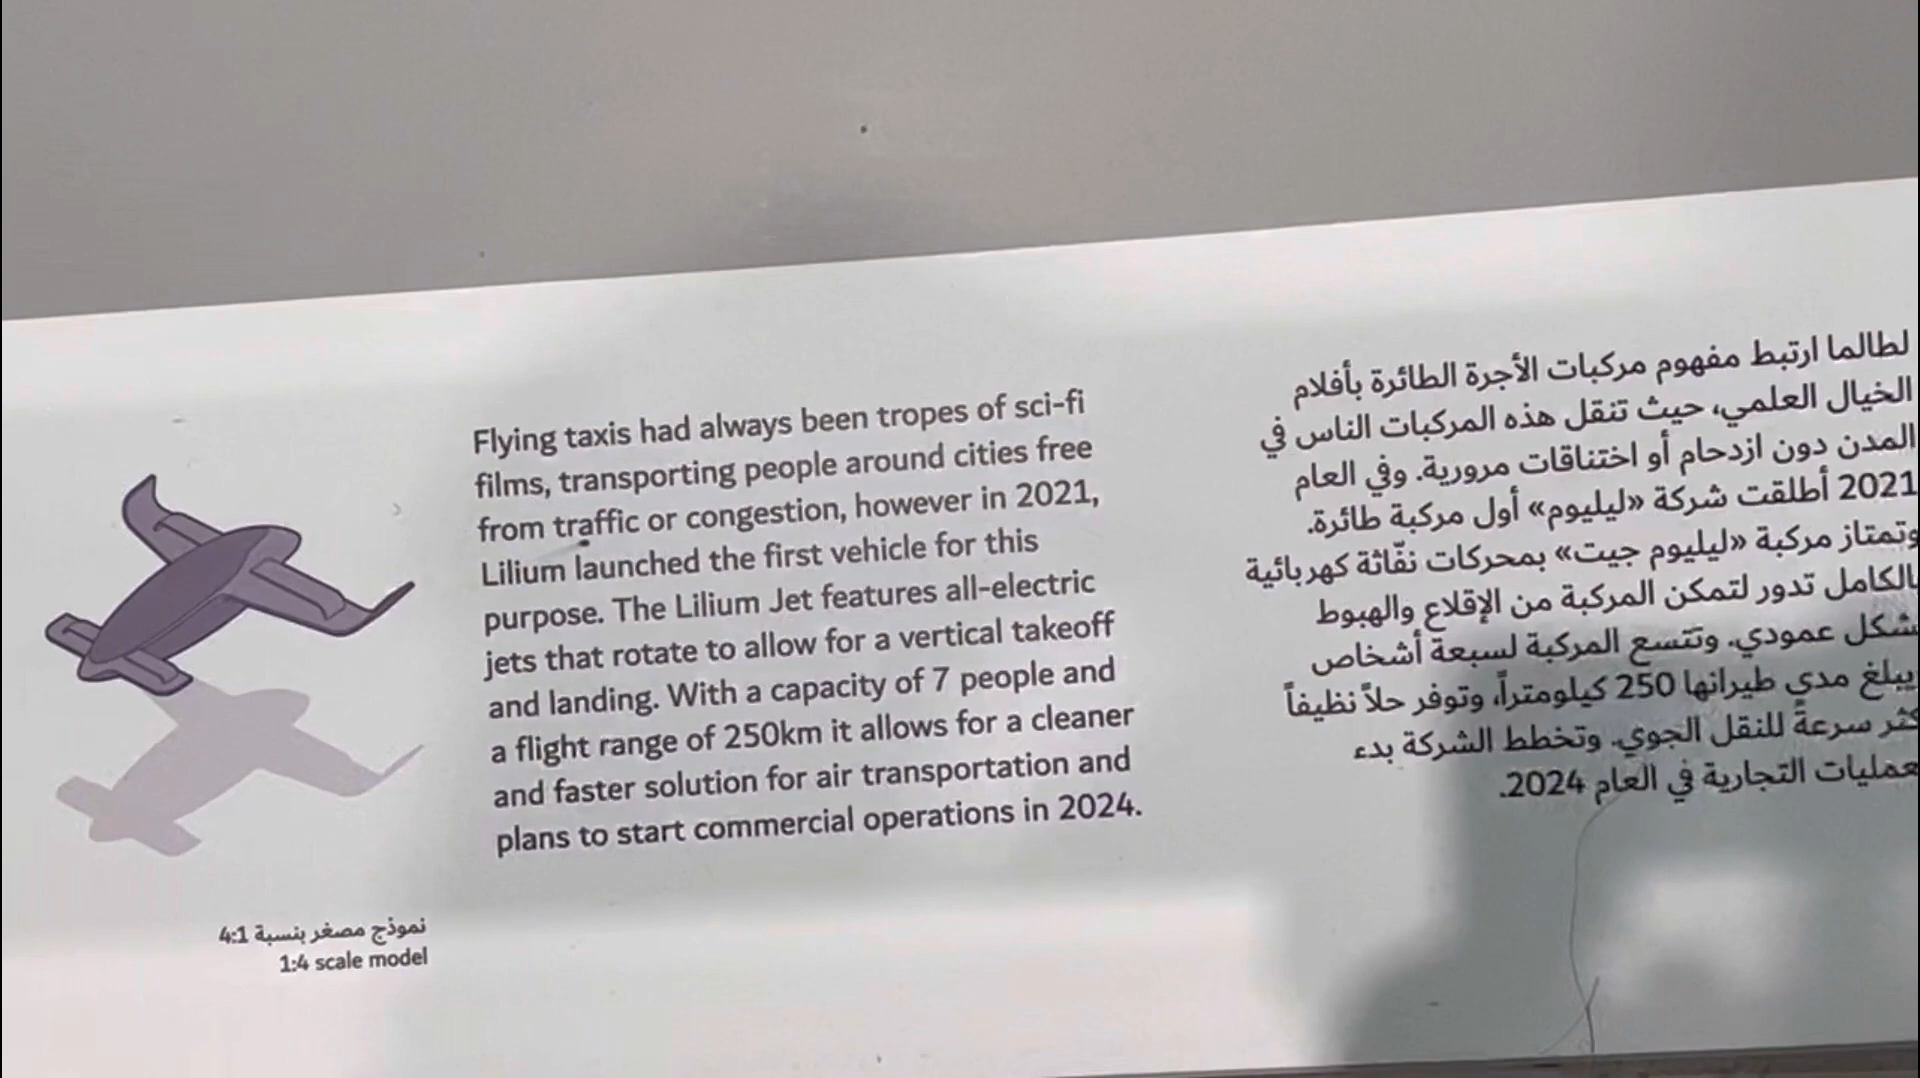 Flying taxis had always been tropes of sci-fi
films, transporting people around cities free
from traffic or congestion, however in 2021,
Lilium launched the first vehicle for this
purpose. The Lilium Jet features all-electric
jets that rotate to allow for a vertical takeoff
and landing. With a capacity of 7 people and
a flight range of 250km it allows for a cleaner
and faster solution for air transportation and
plans to start commercial operations in 2024.
لطالما ارتبط مفهوم مركبات الأجرة الطائرة بأفلام
الخيال العلمي، حيث تنقل هذه المركبات الناس في
المدن دون ازدحام أو اختناقات مرورية. وفي العام
2021 أطلقت شركة «ليليوم» أول مركبة طائرة.
وتمتاز مركبة «ليليوم جيت» بمحركات نفّاثة كهربائية
بالكامل تدور لتمكن المركبة من الإقلاع والهبوط
بشكل عمودي. وتتسع المركبة لسبعة أشخاص
يبلغ مدى طيرانها 250 كيلومتراً، وتوفر حلاً نظيفاً
سرعةً للنقل الجوي. وتخطط الشركة بدء
التجارية في العام 2024.
نموذج مصغر بنسبة 4:1
1:4 scale model